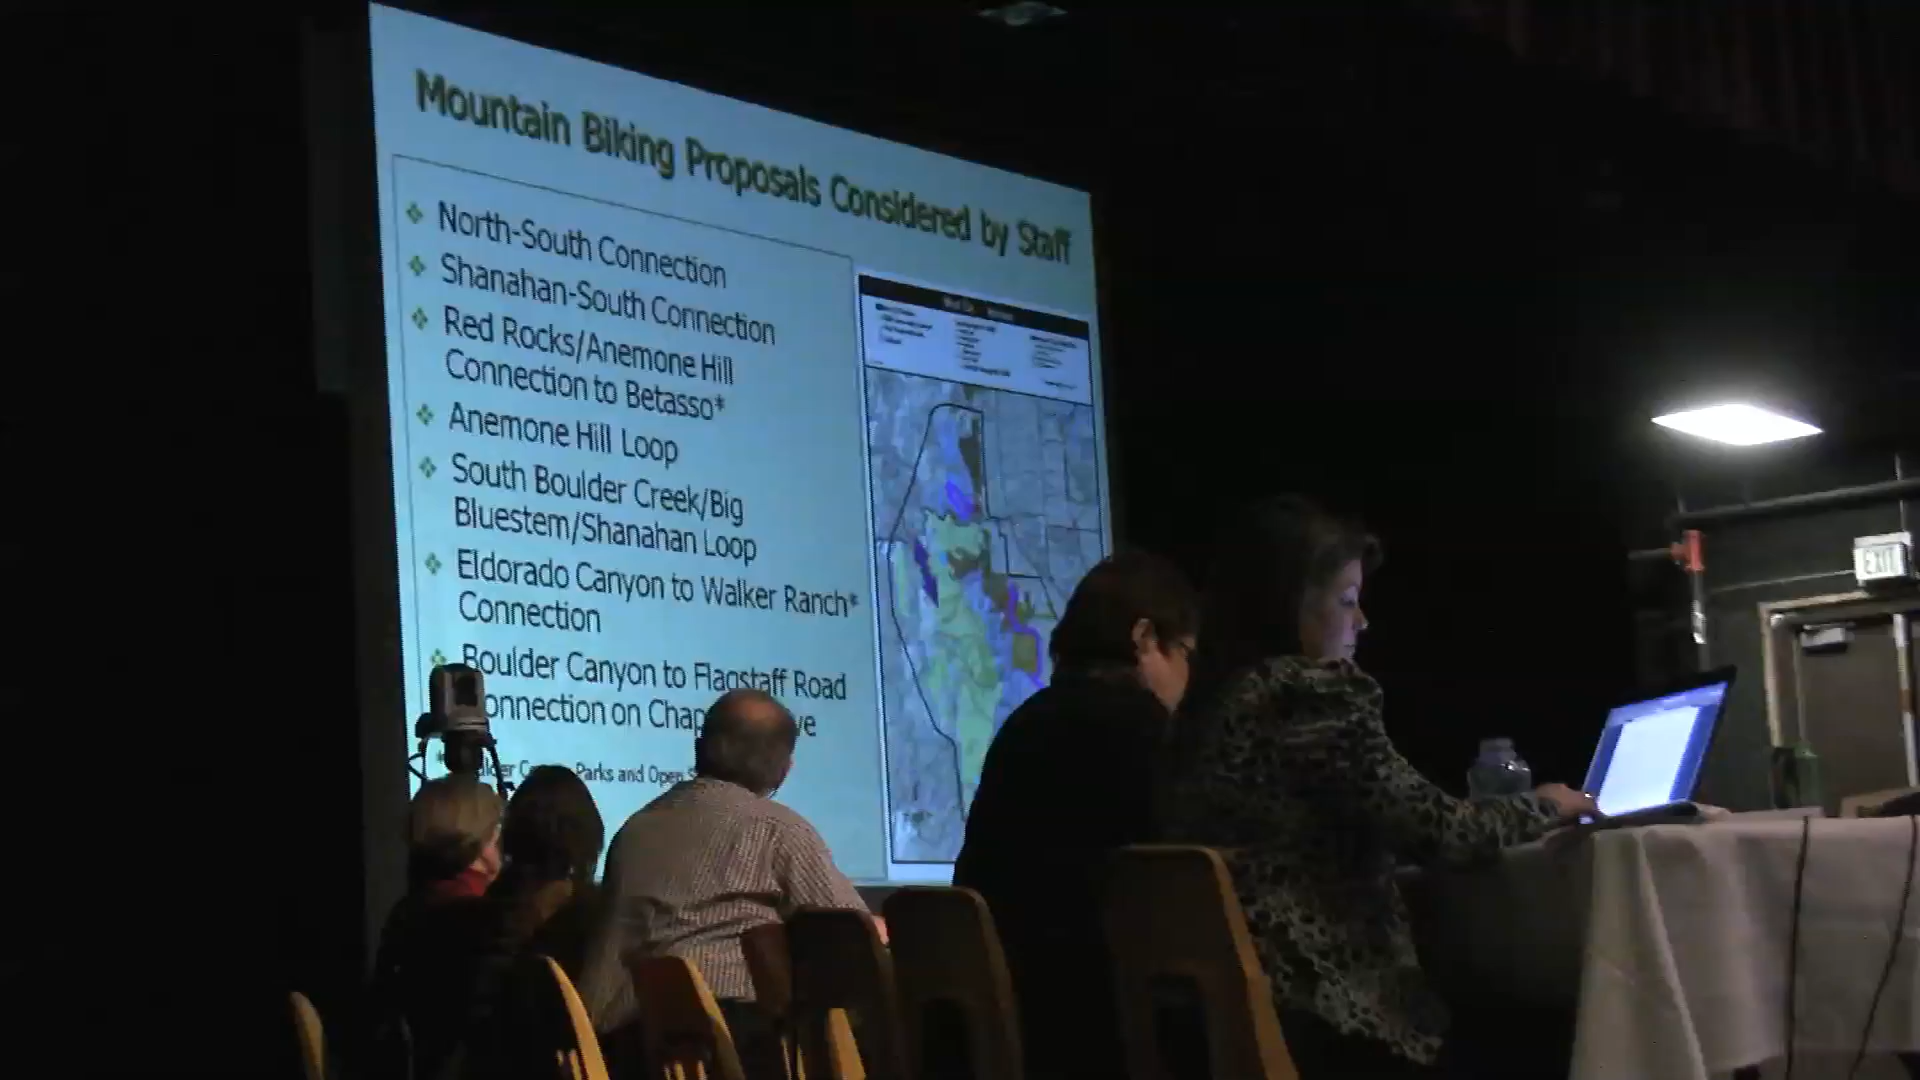 Mountain Biking Proposals Considered by Staff
North-South Connection
Shanahan-South Connection
Red Rocks/Anemone Hill
Connection to Betasso*
Anemone Hill Loop
South Boulder Creek/Big
Bluestem/Shanahan Loop
Eldorado Canyon to Walker Ranch*
Connection
Boulder Canyon to Flagstaff Road
on
Parks and Open
EXIT